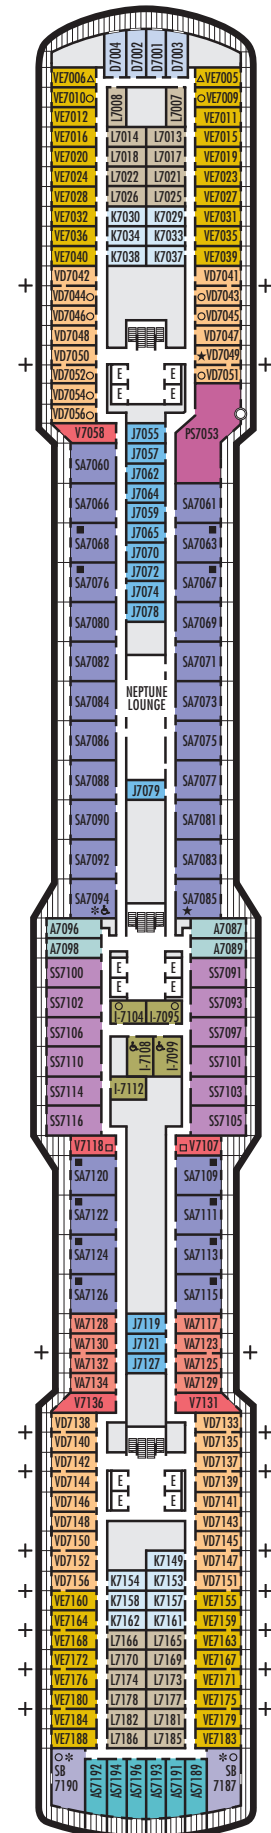 D7004 D7002 D7001 D7003
VE7006 VE7005
VE7010 L7008 L7007 VE7009
VE7012 VE7011
VE7016 L7014 L7013 VE7015
VE7020 L7018 L7017 VE7019
VE7024 L7022 L7021 VE7023
VE7028 L7026 L7025 VE7027
VE7032 K7030 K7029 VE7031
VE7036 K7034 K7033 VE7035
VE7040 K7038 K7037 VE7039
VD7042 VD7041
VD7044 VD7043
VD7046 VD7045
VD7048 VD7047
VD7050 VD7049
VD7052 E E VD7051
VD7054 E E
VD7056
V7058 J7055 PS7053
J7057
SA7060 J7062
J7064
SA7066 J7059 SA7061
J7065
SA7068 J7070 SA7063
J7072
SA7076 J7074 SA7067
J7078
SA7080 SA7069
SA7082 SA7071
SA7084 NEPTUNE SA7073
LOUNGE
SA7086 SA7075
SA7088 J7079 SA7077
SA7090 SA7081
SA7092 SA7083
SA7094 SA7085
A7096 A7087
A7098 A7089
SS7100 E E SS7091
E E
SS7102 I-7104 I-7095 SS7093
SS7106 SS7097
SS7110 I-7108 I-7099 SS7101
SS7114 I-7112 SS7103
SS7116 SS7105
V7118 V7107
SA7120 SA7109
SA7122 SA7111
SA7124 SA7113
SA7126 SA7115
VA7128 J7119 VA7117
VA7130 J7121 VA7123
VA7132 J7127 VA7125
VA7134 VA7129
V7136 V7131
VD7138 VD7133
VD7140 VD7135
VD7142 VD7137
VD7144 E E VD7139
VD7146 E E VD7141
VD7148 VD7143
VD7150 VD7145
VD7152 K7149 VD7147
VD7156 K7154 K7153 VD7151
VE7160 K7158 K7157 VE7155
VE7164 K7162 K7161 VE7159
VE7168 L7166 L7165 VE7163
VE7172 L7170 L7169 VE7167
VE7176 L7174 L7173 VE7171
VE7180 L7178 L7177 VE7175
VE7184 L7182 L7181 VE7179
VE7188 L7186 L7185 VE7183
SB
7190 AS7192 AS7194 AS7196 AS7193 AS7191 AS7189 SB
7187